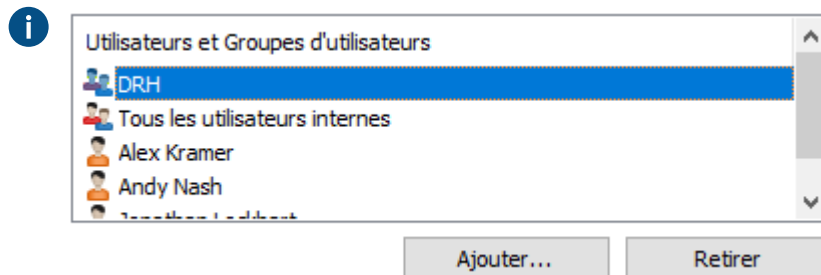 Utilisateurs et Groupes d'utilisateurs
DRH
Tous les utilisateurs internes
Alex Kramer
Andy Nash
Ajouter...
Retirer